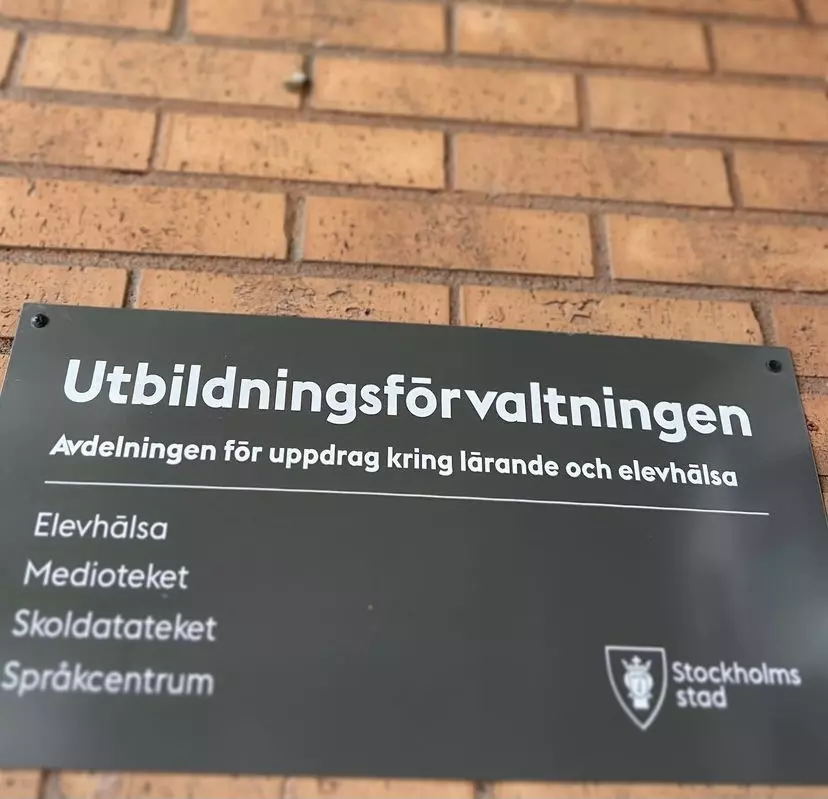 Utbildningsförvaltningen
Avdelningen för uppdrag kring lärande och elevhälsa
Elevhälsa
Medioteket
Skoldatateket
Språkcentrum
Stockholms
stad